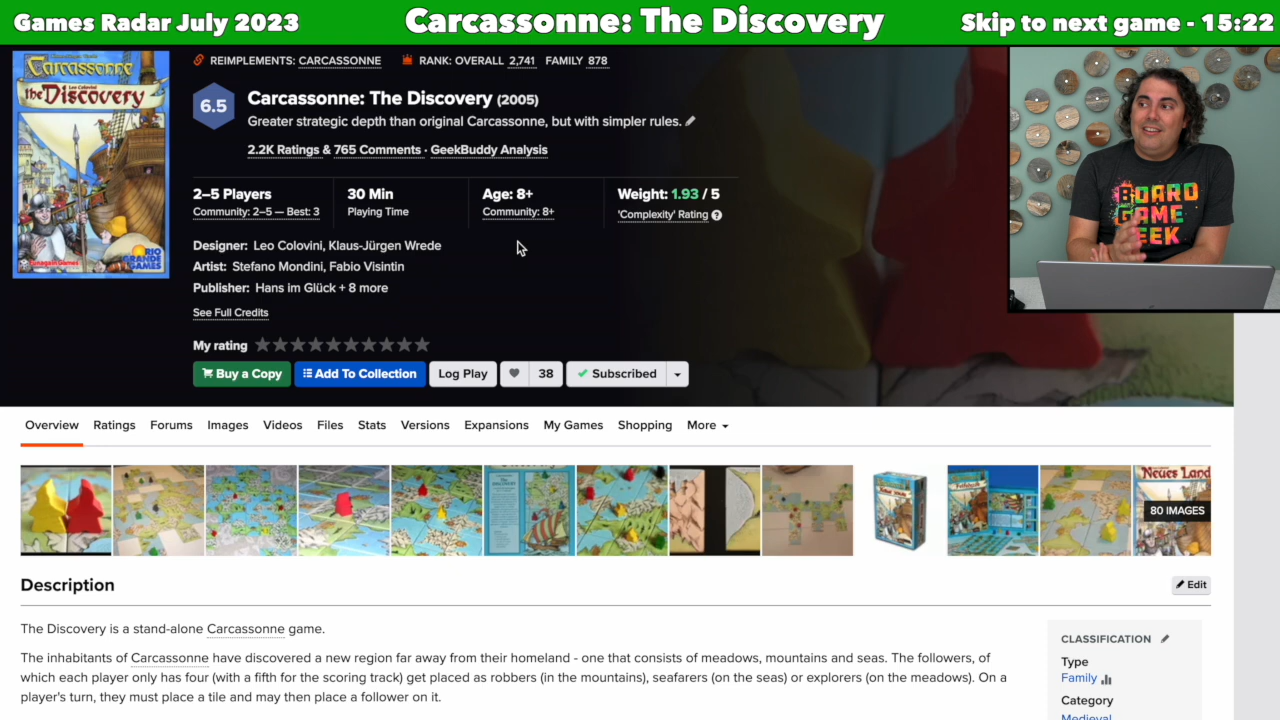 Games Radar July 2023
Carcassonne: The Discovery
Skip to next game - 15:22
Carcassonne
the Discovery
RIO GRANDE GAMES
REIMPLEMENTS: CARCASSONNE
RANK: OVERALL 2,741 FAMILY 878
6.5
Carcassonne: The Discovery (2005)
Greater strategic depth than original Carcassonne, but with simpler rules.
2.2K Ratings & 765 Comments · GeekBuddy Analysis
2–5 Players
Community: 2–5 — Best: 3
30 Min
Playing Time
Age: 8+
Community: 8+
Weight: 1.93 / 5
'Complexity' Rating
Designer: Leo Colovini, Klaus-Jürgen Wrede
Artist: Stefano Mondini, Fabio Visintin
Publisher: Hans im Glück + 8 more
See Full Credits
My rating
Buy a Copy
Add To Collection
Log Play
38
Subscribed
BOARD
GAME
EEK
Overview
Ratings
Forums
Images
Videos
Files
Stats
Versions
Expansions
My Games
Shopping
More
Neues Land
80 IMAGES
Description
Edit
The Discovery is a stand-alone Carcassonne game.
The inhabitants of Carcassonne have discovered a new region far away from their homeland - one that consists of meadows, mountains and seas. The followers, of
which each player only has four (with a fifth for the scoring track) get placed as robbers (in the mountains), seafarers (on the seas) or explorers (on the meadows). On a
player's turn, they must place a tile and may then place a follower on it.
CLASSIFICATION
Type
Family
Category
Medieval